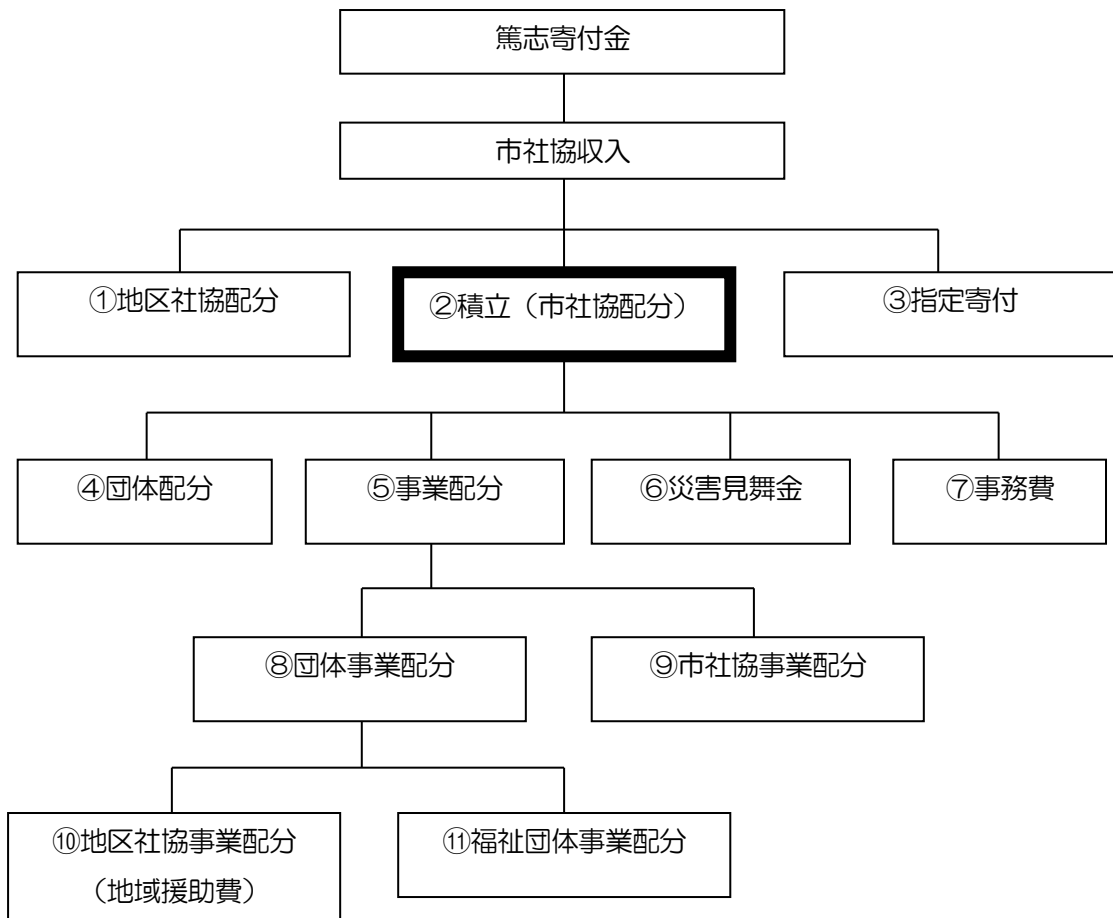 篤志寄付金
市社協収入
①地区社協配分
②積立（市社協配分）
③指定寄付
④団体配分
⑤事業配分
⑥災害見舞金
⑦事務費
⑧団体事業配分
⑨市社協事業配分
⑩地区社協事業配分
（地域援助費）
⑪福祉団体事業配分